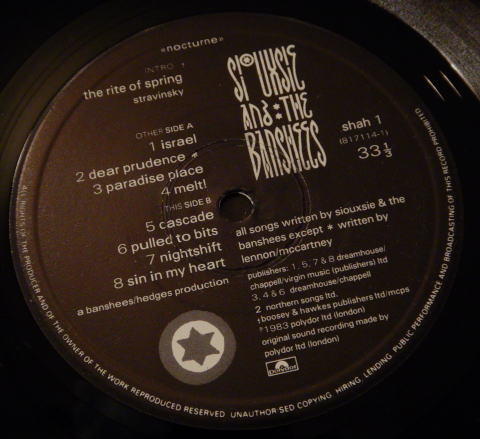 «nocturne»
INTRO 1
the rite of spring
stravinsky
OTHER SIDE A
1 israel
2 dear prudence *
3 paradise place
4 melt!
THIS SIDE B
5 cascade
6 pulled to bits
7 nightshift
8 sin in my heart
a banshees/hedges production
SIOUXSIE
AND:THE
BANSHEES
shah 1
(817114-1)
33⅓
all songs written by siouxsie & the
banshees except * written by
lennon/mccartney
publishers: 1, 5, 7 & 8 dreamhouse/
chappell/virgin music (publishers) ltd
3, 4 & 6 dreamhouse/chappell
2 northern songs ltd.
boosey & hawkes publishers ltd/mcps
℗1983 polydor ltd (london)
original sound recording made by
polydor ltd (london)
Polydor
ALL RIGHTS OF THE PRODUCER AND OF THE OWNER OF THE WORK REPRODUCED RESERVED UNAUTHORISED COPYING, HIRING, LENDING, PUBLIC PERFORMANCE AND BROADCASTING OF THIS RECORD PROHIBITED